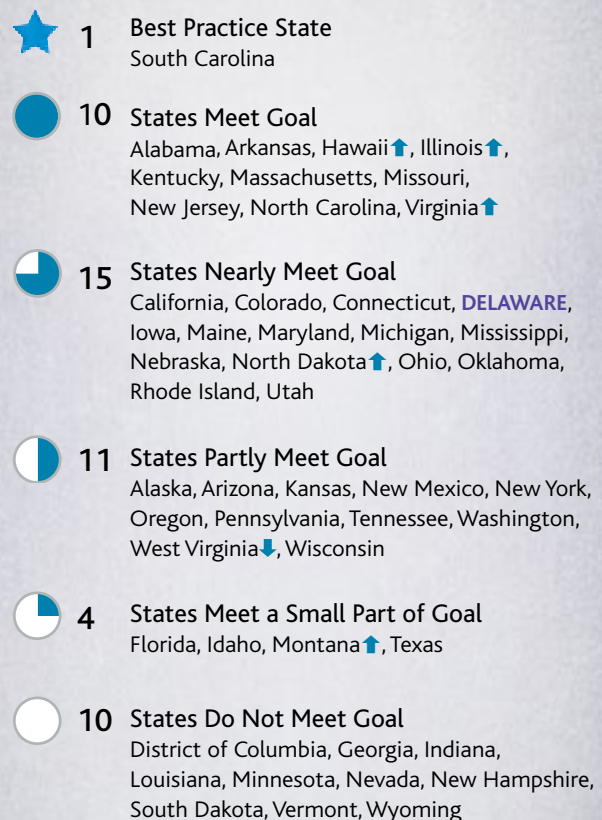 1 Best Practice State
South Carolina
10 States Meet Goal
Alabama, Arkansas, Hawaii⬆, Illinois⬆,
Kentucky, Massachusetts, Missouri,
New Jersey, North Carolina, Virginia⬆
15 States Nearly Meet Goal
California, Colorado, Connecticut, DELAWARE,
Iowa, Maine, Maryland, Michigan, Mississippi,
Nebraska, North Dakota⬆, Ohio, Oklahoma,
Rhode Island, Utah
11 States Partly Meet Goal
Alaska, Arizona, Kansas, New Mexico, New York,
Oregon, Pennsylvania, Tennessee, Washington,
West Virginia⬇, Wisconsin
4 States Meet a Small Part of Goal
Florida, Idaho, Montana⬆, Texas
10 States Do Not Meet Goal
District of Columbia, Georgia, Indiana,
Louisiana, Minnesota, Nevada, New Hampshire,
South Dakota, Vermont, Wyoming